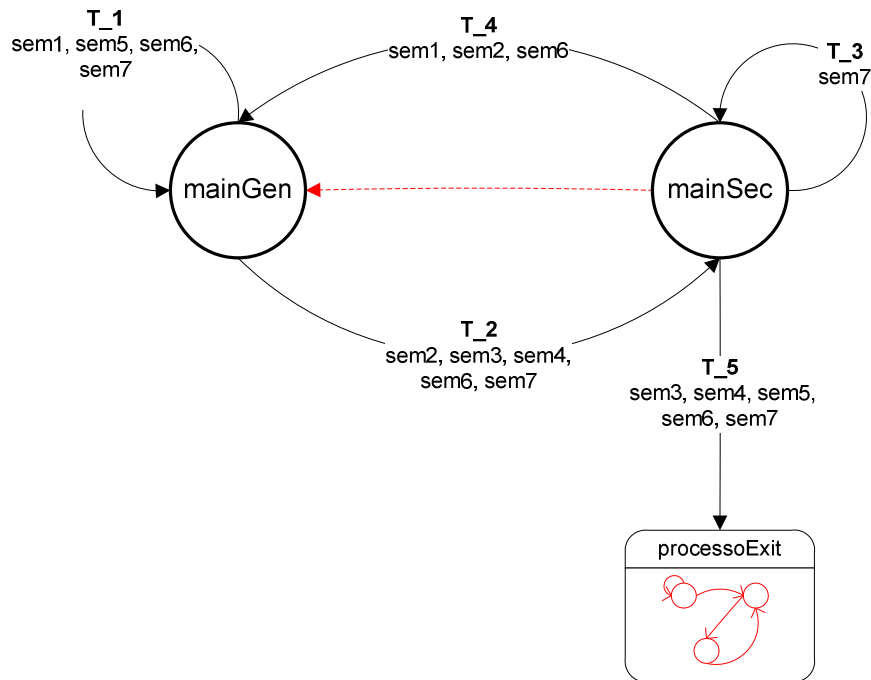 T_1
sem1, sem5, sem6,
sem7
T_4
sem1, sem2, sem6
T_3
sem7
mainGen
mainSec
T_2
sem2, sem3, sem4,
sem6, sem7
T_5
sem3, sem4, sem5,
sem6, sem7
processoExit